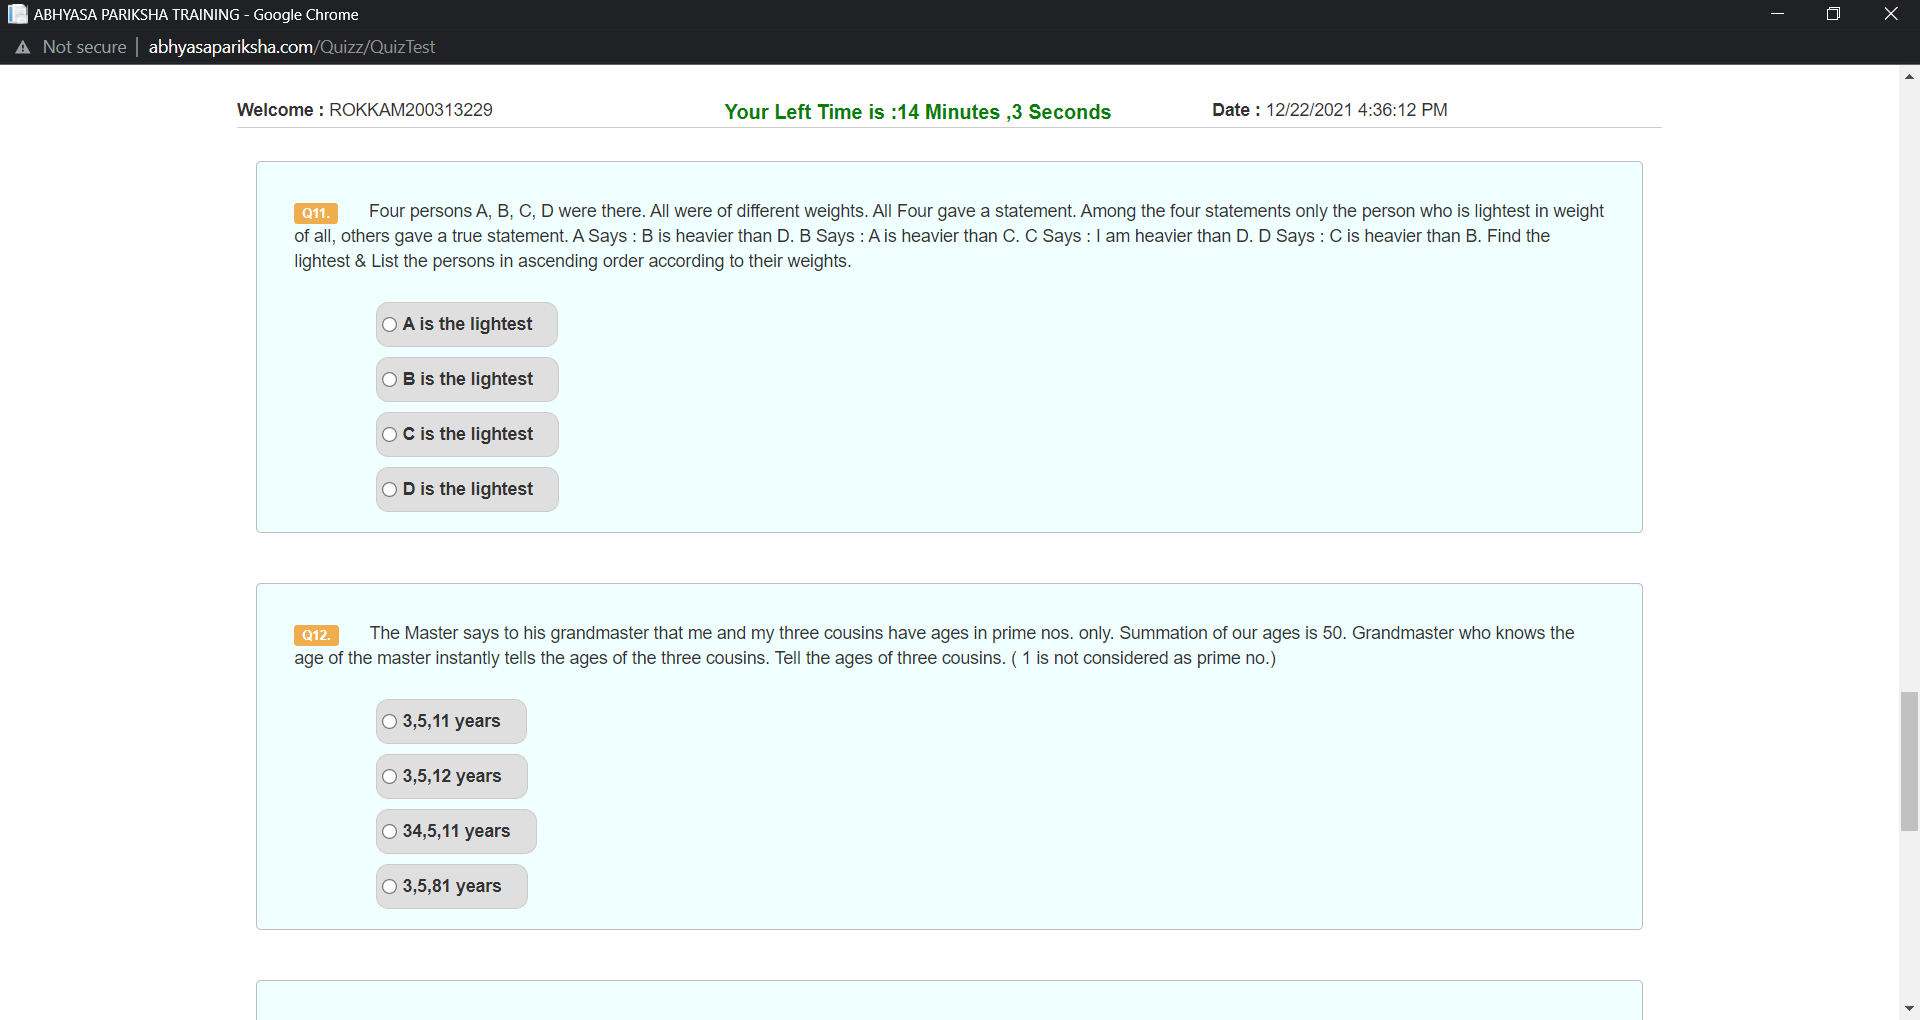 ABHYASA PARIKSHA TRAINING - Google Chrome
Not secure | abhyasapariksha.com/Quizz/QuizTest
Welcome : ROKKAM200313229 Your Left Time is :14 Minutes ,3 Seconds Date : 12/22/2021 4:36:12 PM
Q11. Four persons A, B, C, D were there. All were of different weights. All Four gave a statement. Among the four statements only the person who is lightest in weight
of all, others gave a true statement. A Says : B is heavier than D. B Says : A is heavier than C. C Says : I am heavier than D. D Says : C is heavier than B. Find the
lightest & List the persons in ascending order according to their weights.
A is the lightest
B is the lightest
C is the lightest
D is the lightest
Q12. The Master says to his grandmaster that me and my three cousins have ages in prime nos. only. Summation of our ages is 50. Grandmaster who knows the
age of the master instantly tells the ages of the three cousins. Tell the ages of three cousins. ( 1 is not considered as prime no.)
3,5,11 years
3,5,12 years
34,5,11 years
3,5,81 years